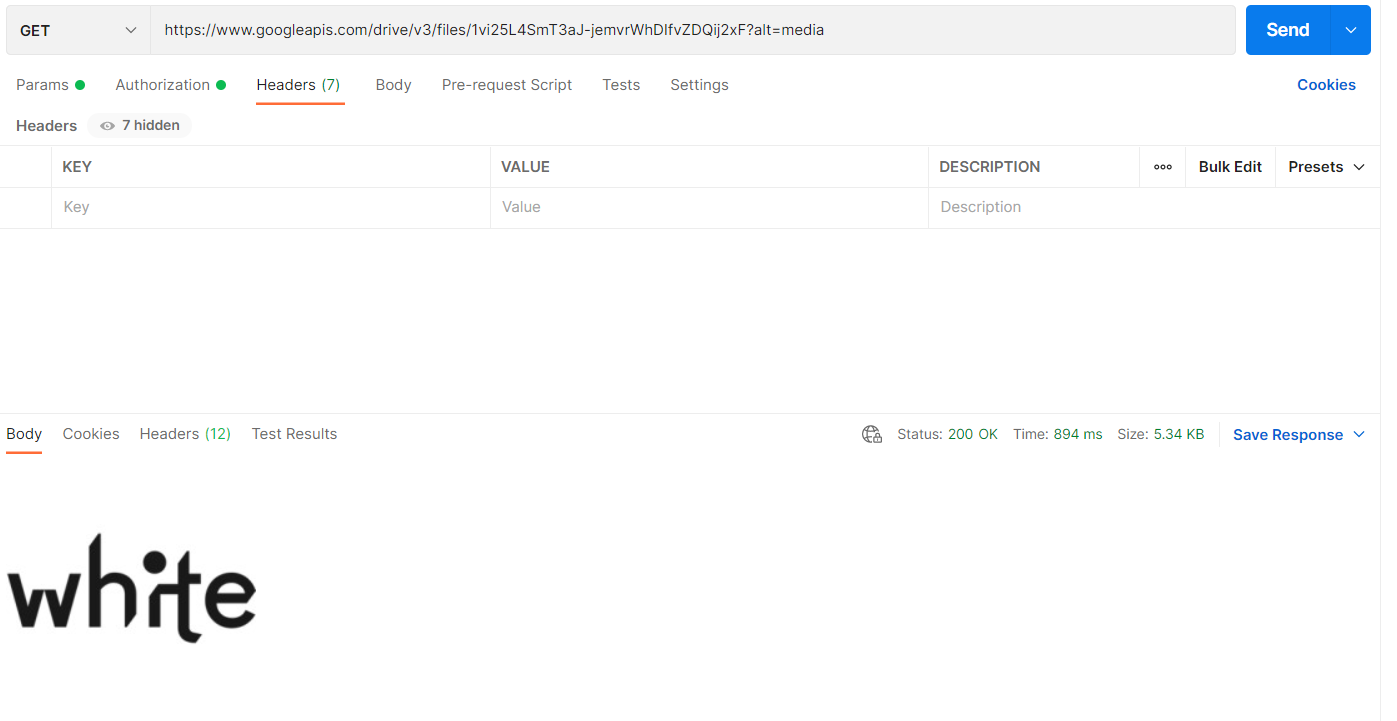 GET https://www.googleapis.com/drive/v3/files/1vi25L4SmT3aJ-jemvrWhDIfvZDQij2xF?alt=media Send
Params Authorization Headers (7) Body Pre-request Script Tests Settings Cookies
Headers 7 hidden
KEY VALUE DESCRIPTION Bulk Edit Presets
Key Value Description
Body Cookies Headers (12) Test Results Status: 200 OK Time: 894 ms Size: 5.34 KB Save Response
white